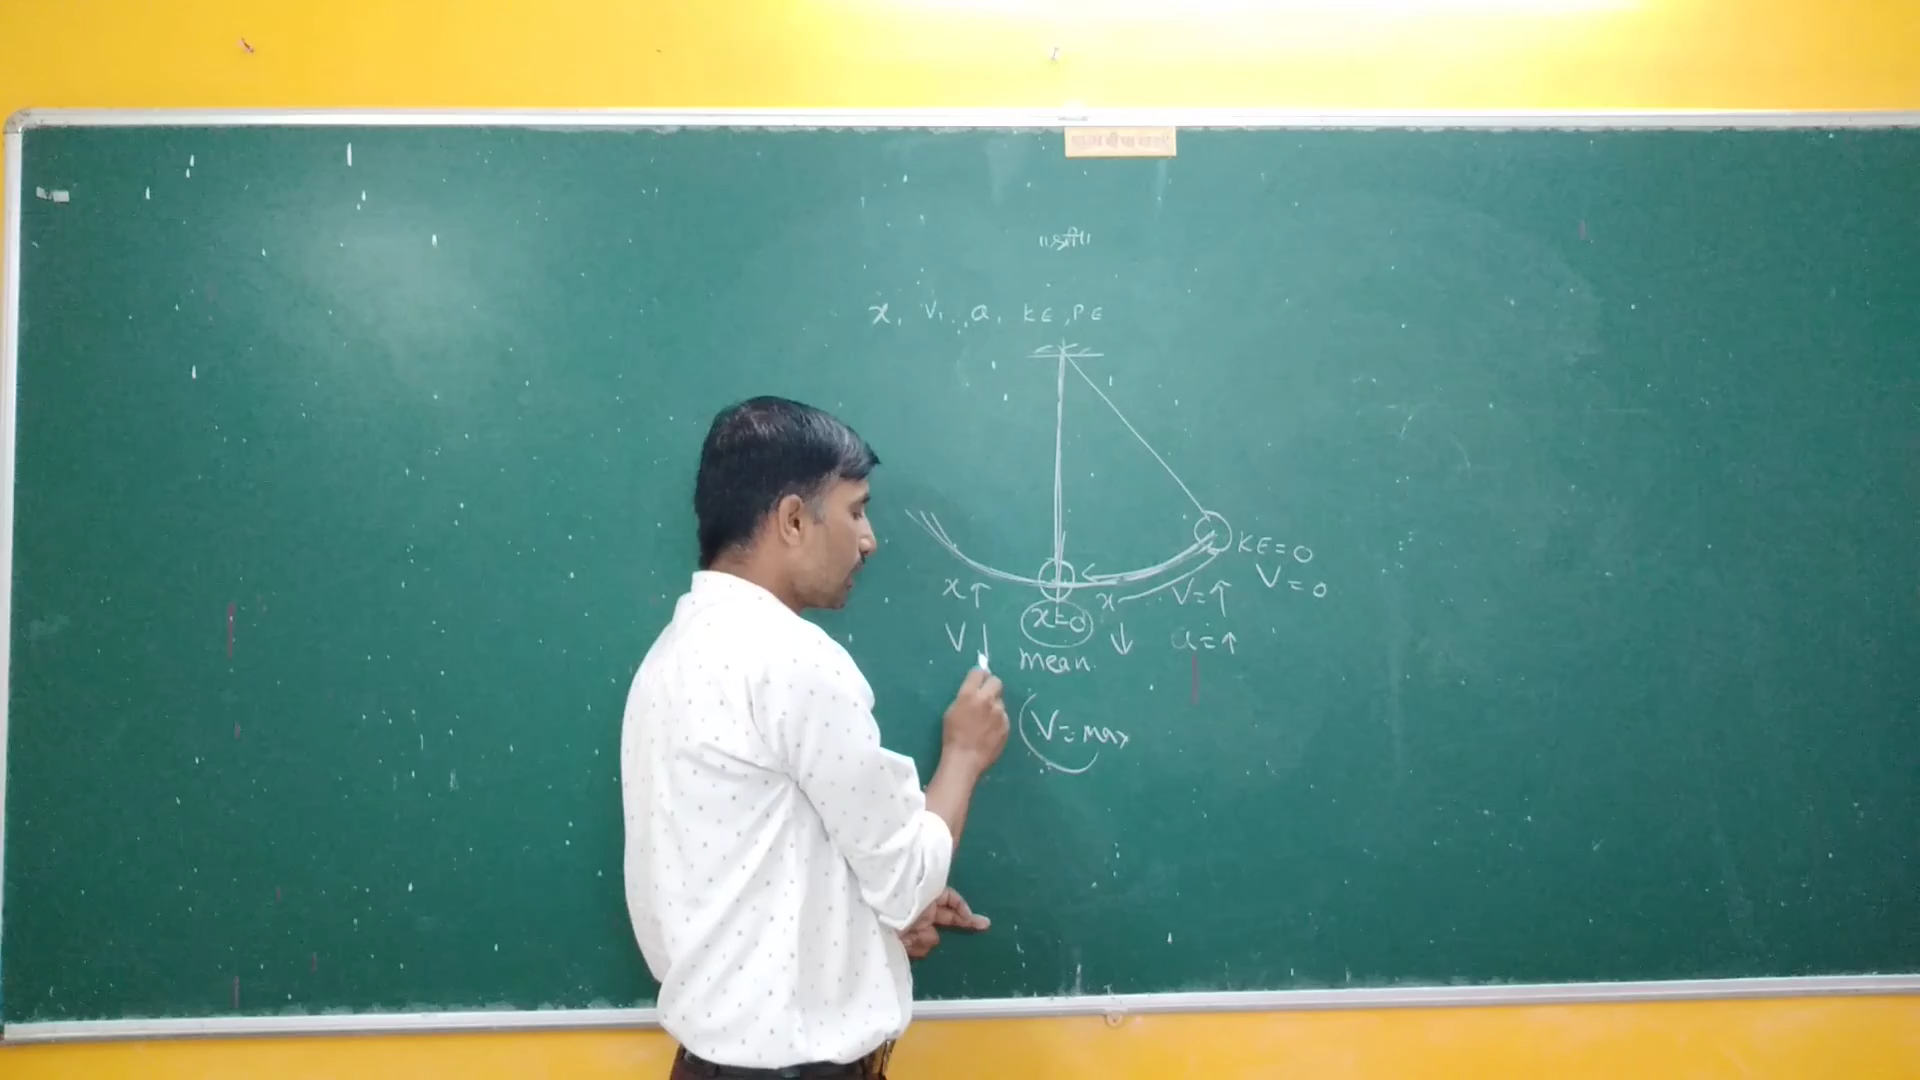 ॥श्री॥
x, V, a, KE, PE
KE=0
V=0
x↑
x=0
x
V=↑
V↓
mean
↓
a=↑
V=max